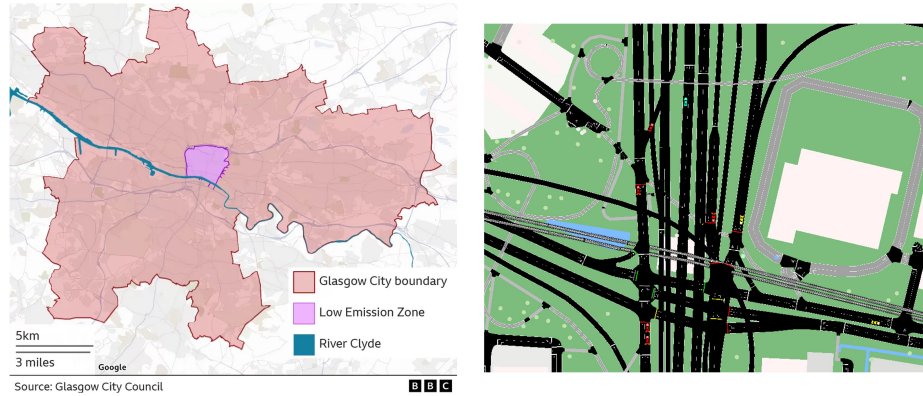 Glasgow City boundary
Low Emission Zone
River Clyde
5km
3 miles
Google
Source: Glasgow City Council
BBC